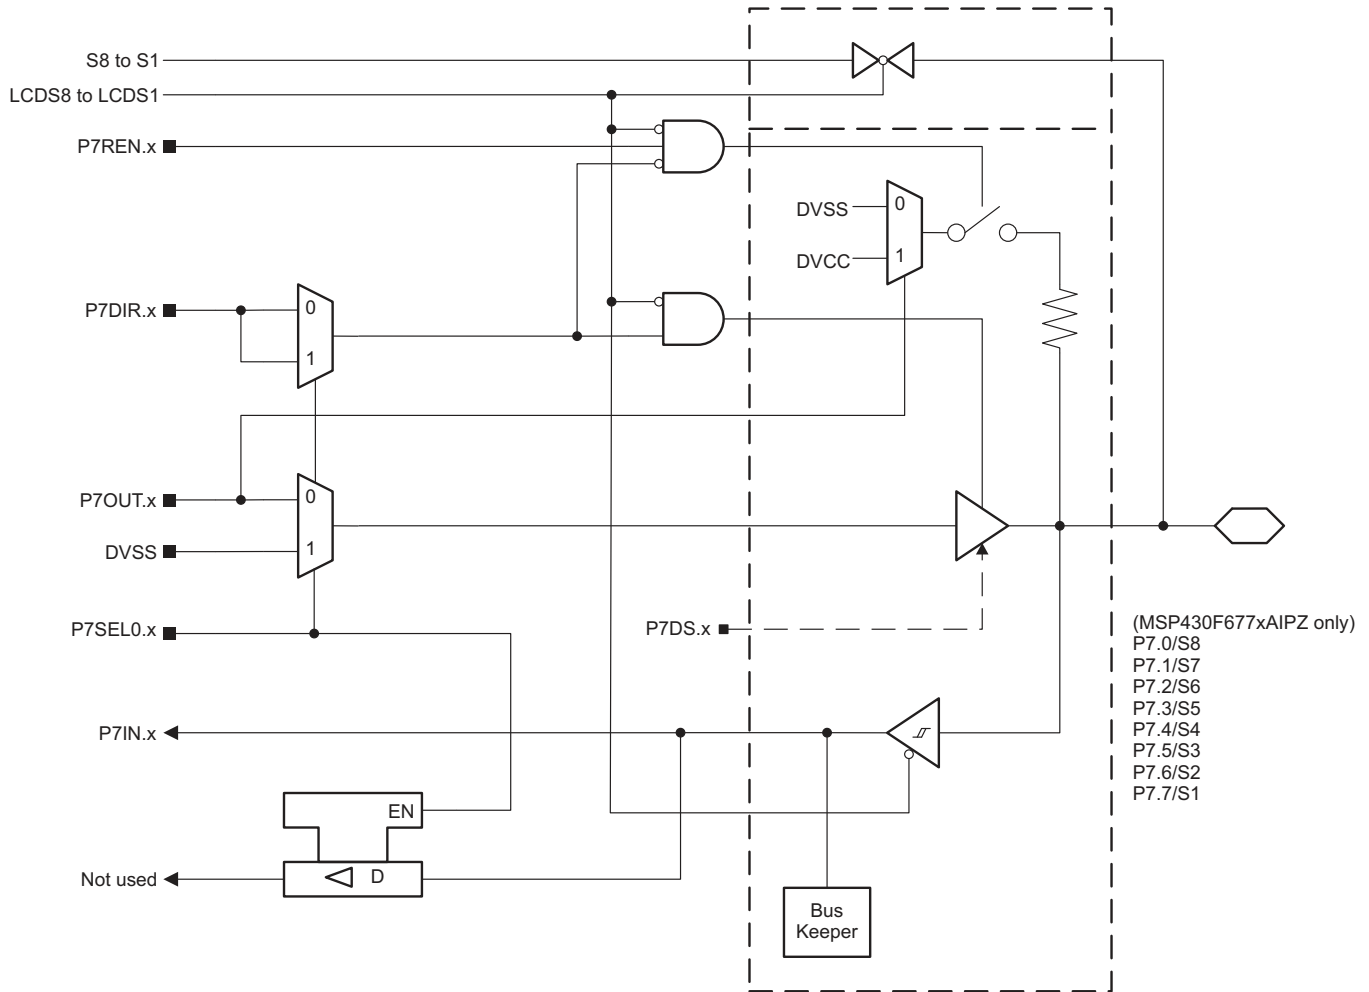 S8 to S1
LCDS8 to LCDS1
P7REN.x
DVSS
0
DVCC
1
P7DIR.x
0
1
P7OUT.x
0
DVSS
1
P7SEL0.x
P7DS.x
(MSP430F677xAIPZ only)
P7.0/S8
P7.1/S7
P7.2/S6
P7.3/S5
P7.4/S4
P7.5/S3
P7.6/S2
P7.7/S1
P7IN.x
EN
D
Not used
Bus
Keeper